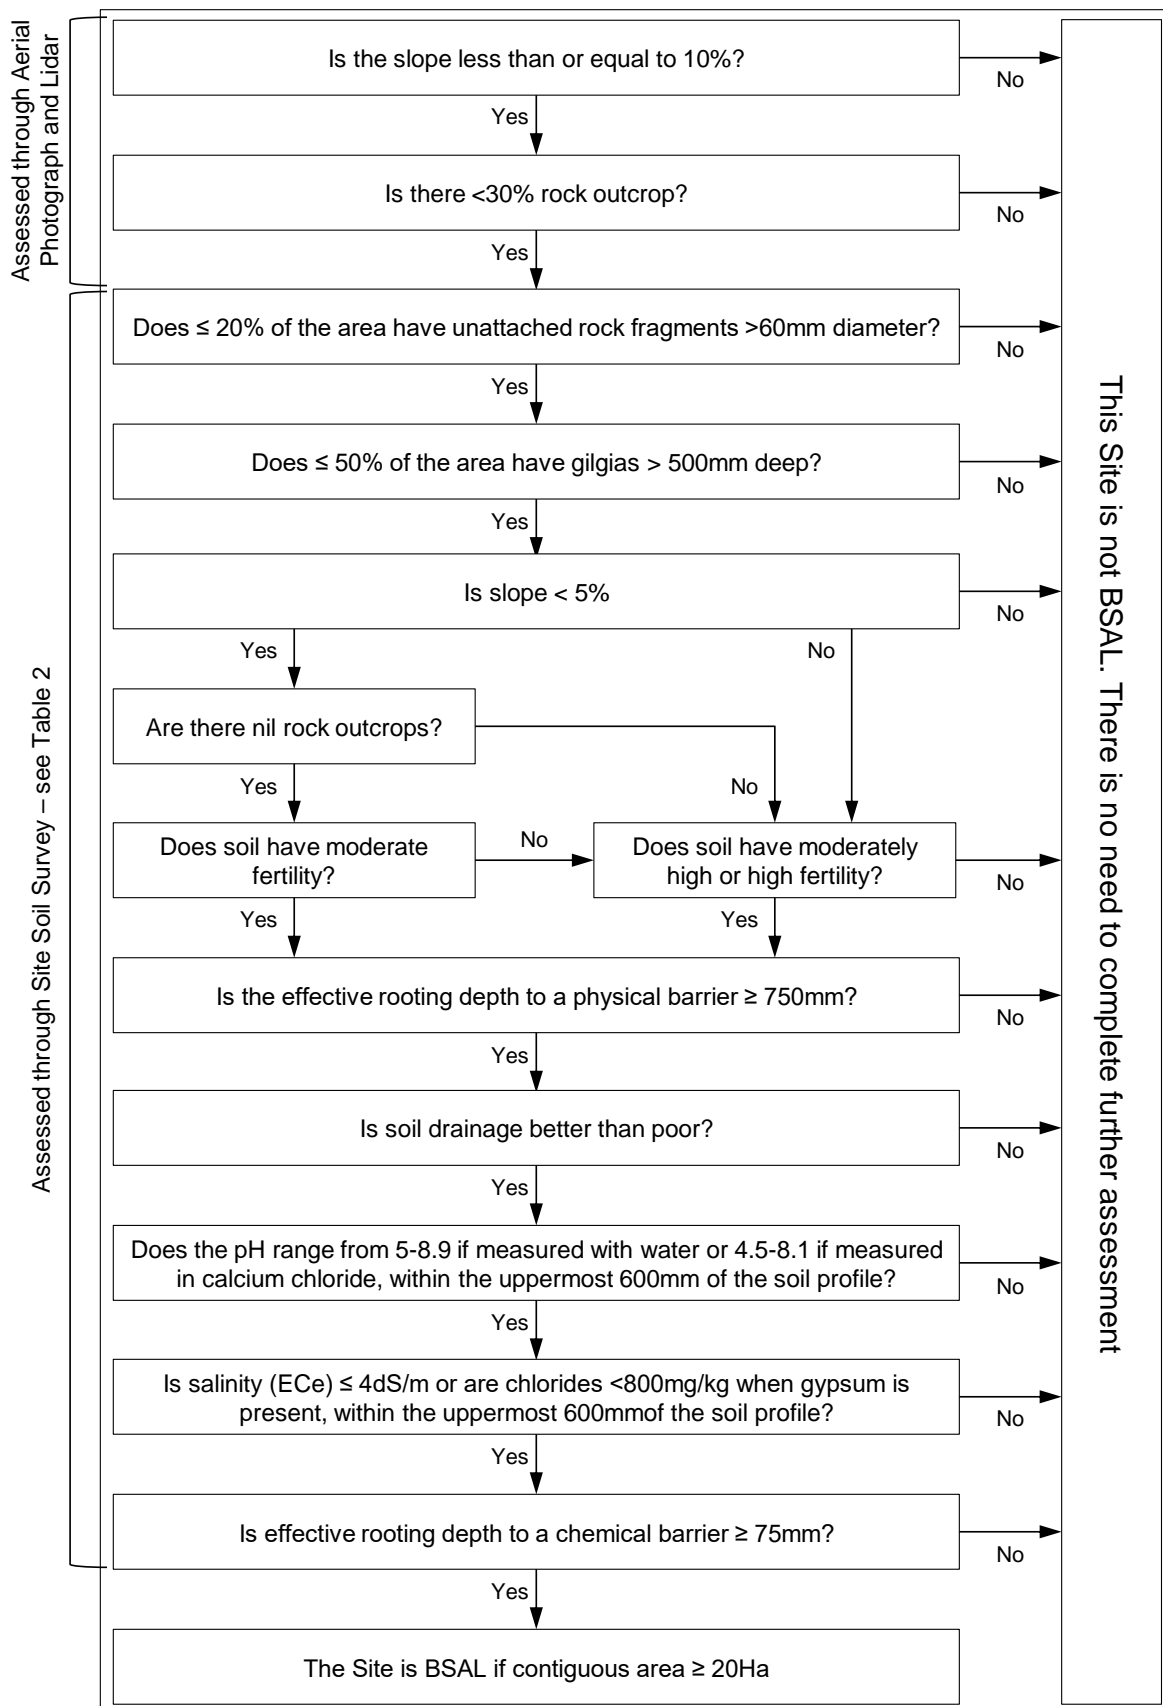 Assessed through Aerial
Photograph and Lidar
Is the slope less than or equal to 10%?
No
Yes
Is there <30% rock outcrop?
No
Yes
Assessed through Site Soil Survey – see Table 2
Does ≤ 20% of the area have unattached rock fragments >60mm diameter?
No
Yes
Does ≤ 50% of the area have gilgias > 500mm deep?
No
Yes
Is slope < 5%
No
Yes
No
Are there nil rock outcrops?
Yes
No
Does soil have moderate
fertility?
No
Does soil have moderately
high or high fertility?
No
Yes
Yes
Is the effective rooting depth to a physical barrier ≥ 750mm?
No
Yes
Is soil drainage better than poor?
No
Yes
Does the pH range from 5-8.9 if measured with water or 4.5-8.1 if measured
in calcium chloride, within the uppermost 600mm of the soil profile?
No
Yes
Is salinity (ECe) ≤ 4dS/m or are chlorides <800mg/kg when gypsum is
present, within the uppermost 600mmof the soil profile?
No
Yes
Is effective rooting depth to a chemical barrier ≥ 75mm?
No
Yes
The Site is BSAL if contiguous area ≥ 20Ha
This Site is not BSAL. There is no need to complete further assessment